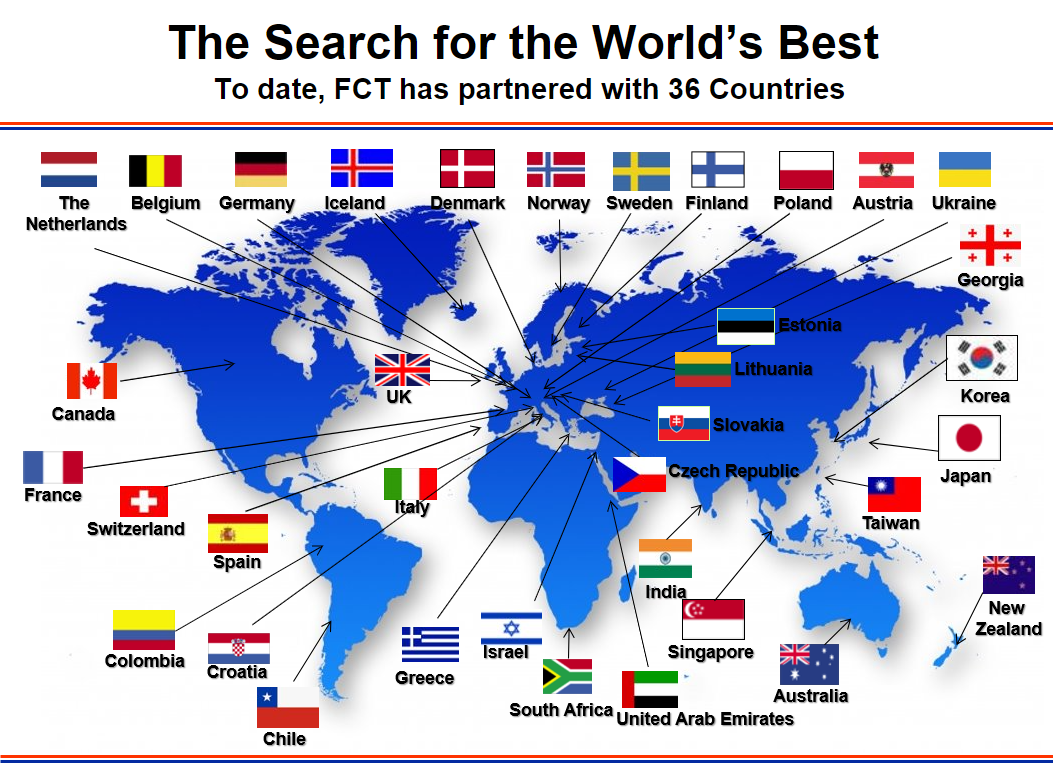 The Search for the World’s Best
To date, FCT has partnered with 36 Countries
The
Netherlands
Belgium
Germany
Iceland
Denmark
Norway
Sweden
Finland
Poland
Austria
Ukraine
Georgia
Estonia
Lithuania
Korea
UK
Canada
Slovakia
Japan
Czech Republic
France
Switzerland
Italy
Taiwan
Spain
India
New
Zealand
Colombia
Croatia
Israel
Singapore
Greece
Australia
South Africa
United Arab Emirates
Chile